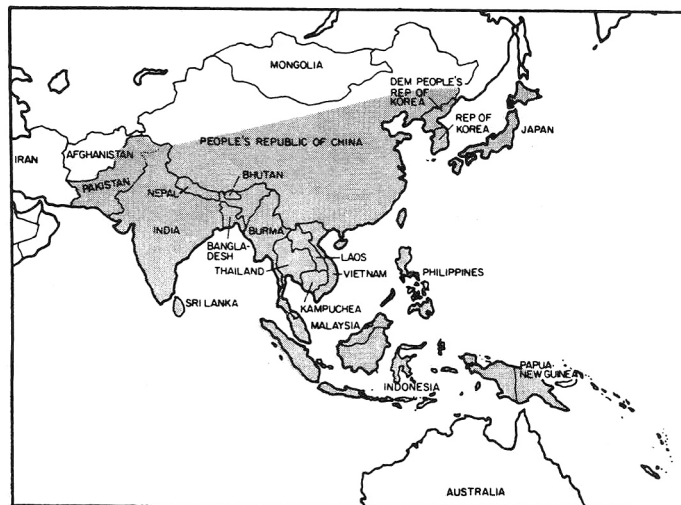 MONGOLIA
DEM PEOPLE'S
REP OF
KOREA
REP OF
KOREA
JAPAN
PEOPLE'S REPUBLIC OF CHINA
IRAN
AFGHANISTAN
PAKISTAN
NEPAL
BHUTAN
INDIA
BANGLA-
DESH
BURMA
LAOS
THAILAND
VIETNAM
PHILIPPINES
KAMPUCHEA
SRI LANKA
MALAYSIA
INDONESIA
PAPUA
NEW GUINEA
AUSTRALIA